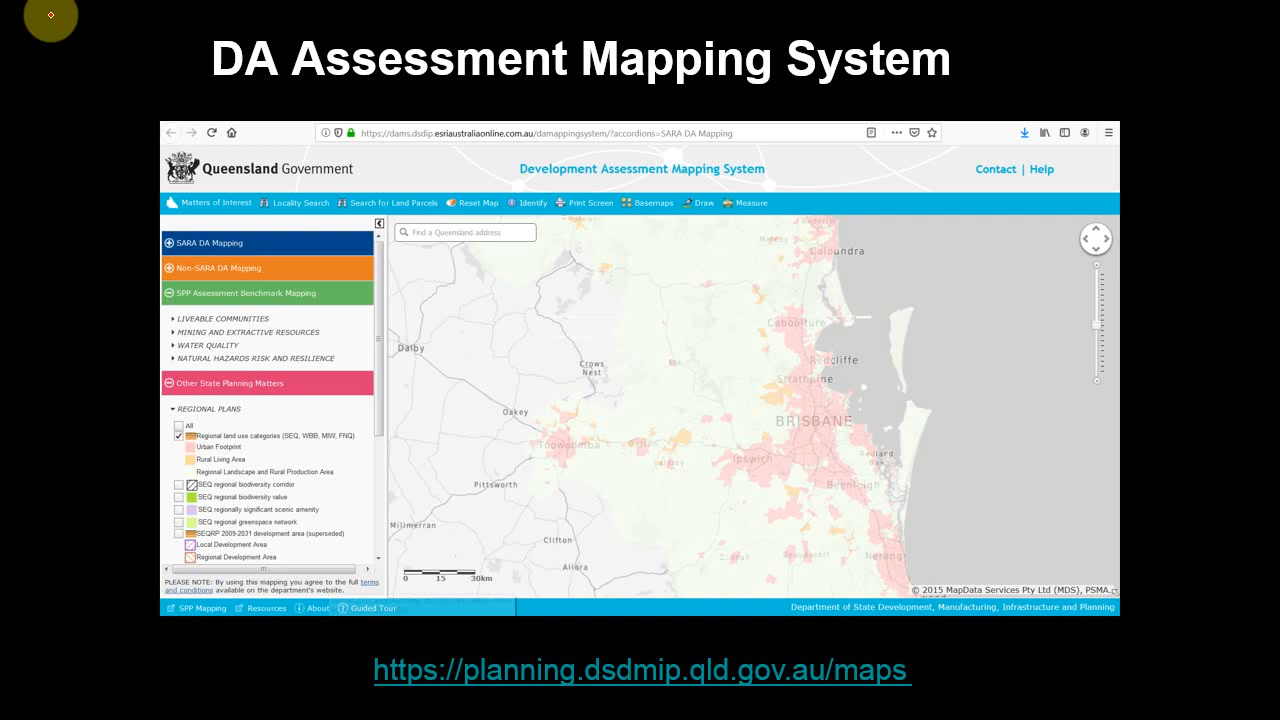 DA Assessment Mapping System
https://dams.dsdip.esriaustraliaonline.com.au/damappingsystem/?accordions=SARA DA Mapping
Queensland Government
Development Assessment Mapping System
Contact | Help
Matters of Interest Locality Search Search for Land Parcels Reset Map Identify Print Screen Basemaps Draw Measure
SARA DA Mapping
Non-SARA DA Mapping
SPP Assessment Benchmark Mapping
LIVEABLE COMMUNITIES
MINING AND EXTRACTIVE RESOURCES
WATER QUALITY
NATURAL HAZARDS RISK AND RESILIENCE
Other State Planning Matters
REGIONAL PLANS
All
Regional land use categories (SEQ, WBB, MIW, FNQ)
Urban Footprint
Rural Living Area
Regional Landscape and Rural Production Area
SEQ regional biodiversity corridor
SEQ regional biodiversity value
SEQ regionally significant scenic amenity
SEQ regional greenspace network
SEQRP 2009-2031 development area (superseded)
Local Development Area
Regional Development Area
PLEASE NOTE: By using this mapping you agree to the full terms
and conditions available on the department's website.
Find a Queensland address
Caloundra
Caboolture
Dalby
Redcliffe
Crows
Nest
Strathpine
Oakey
BRISBANE
Toowoomba
Ipswich
Redland
Bay
Beenleigh
Pittsworth
Millmerran
Clifton
Beaudesert
Nerang
Allora
0 15 30km
© 2015 MapData Services Pty Ltd (MDS), PSMA
SPP Mapping Resources About Guided Tour
Department of State Development, Manufacturing, Infrastructure and Planning
https://planning.dsdmip.qld.gov.au/maps